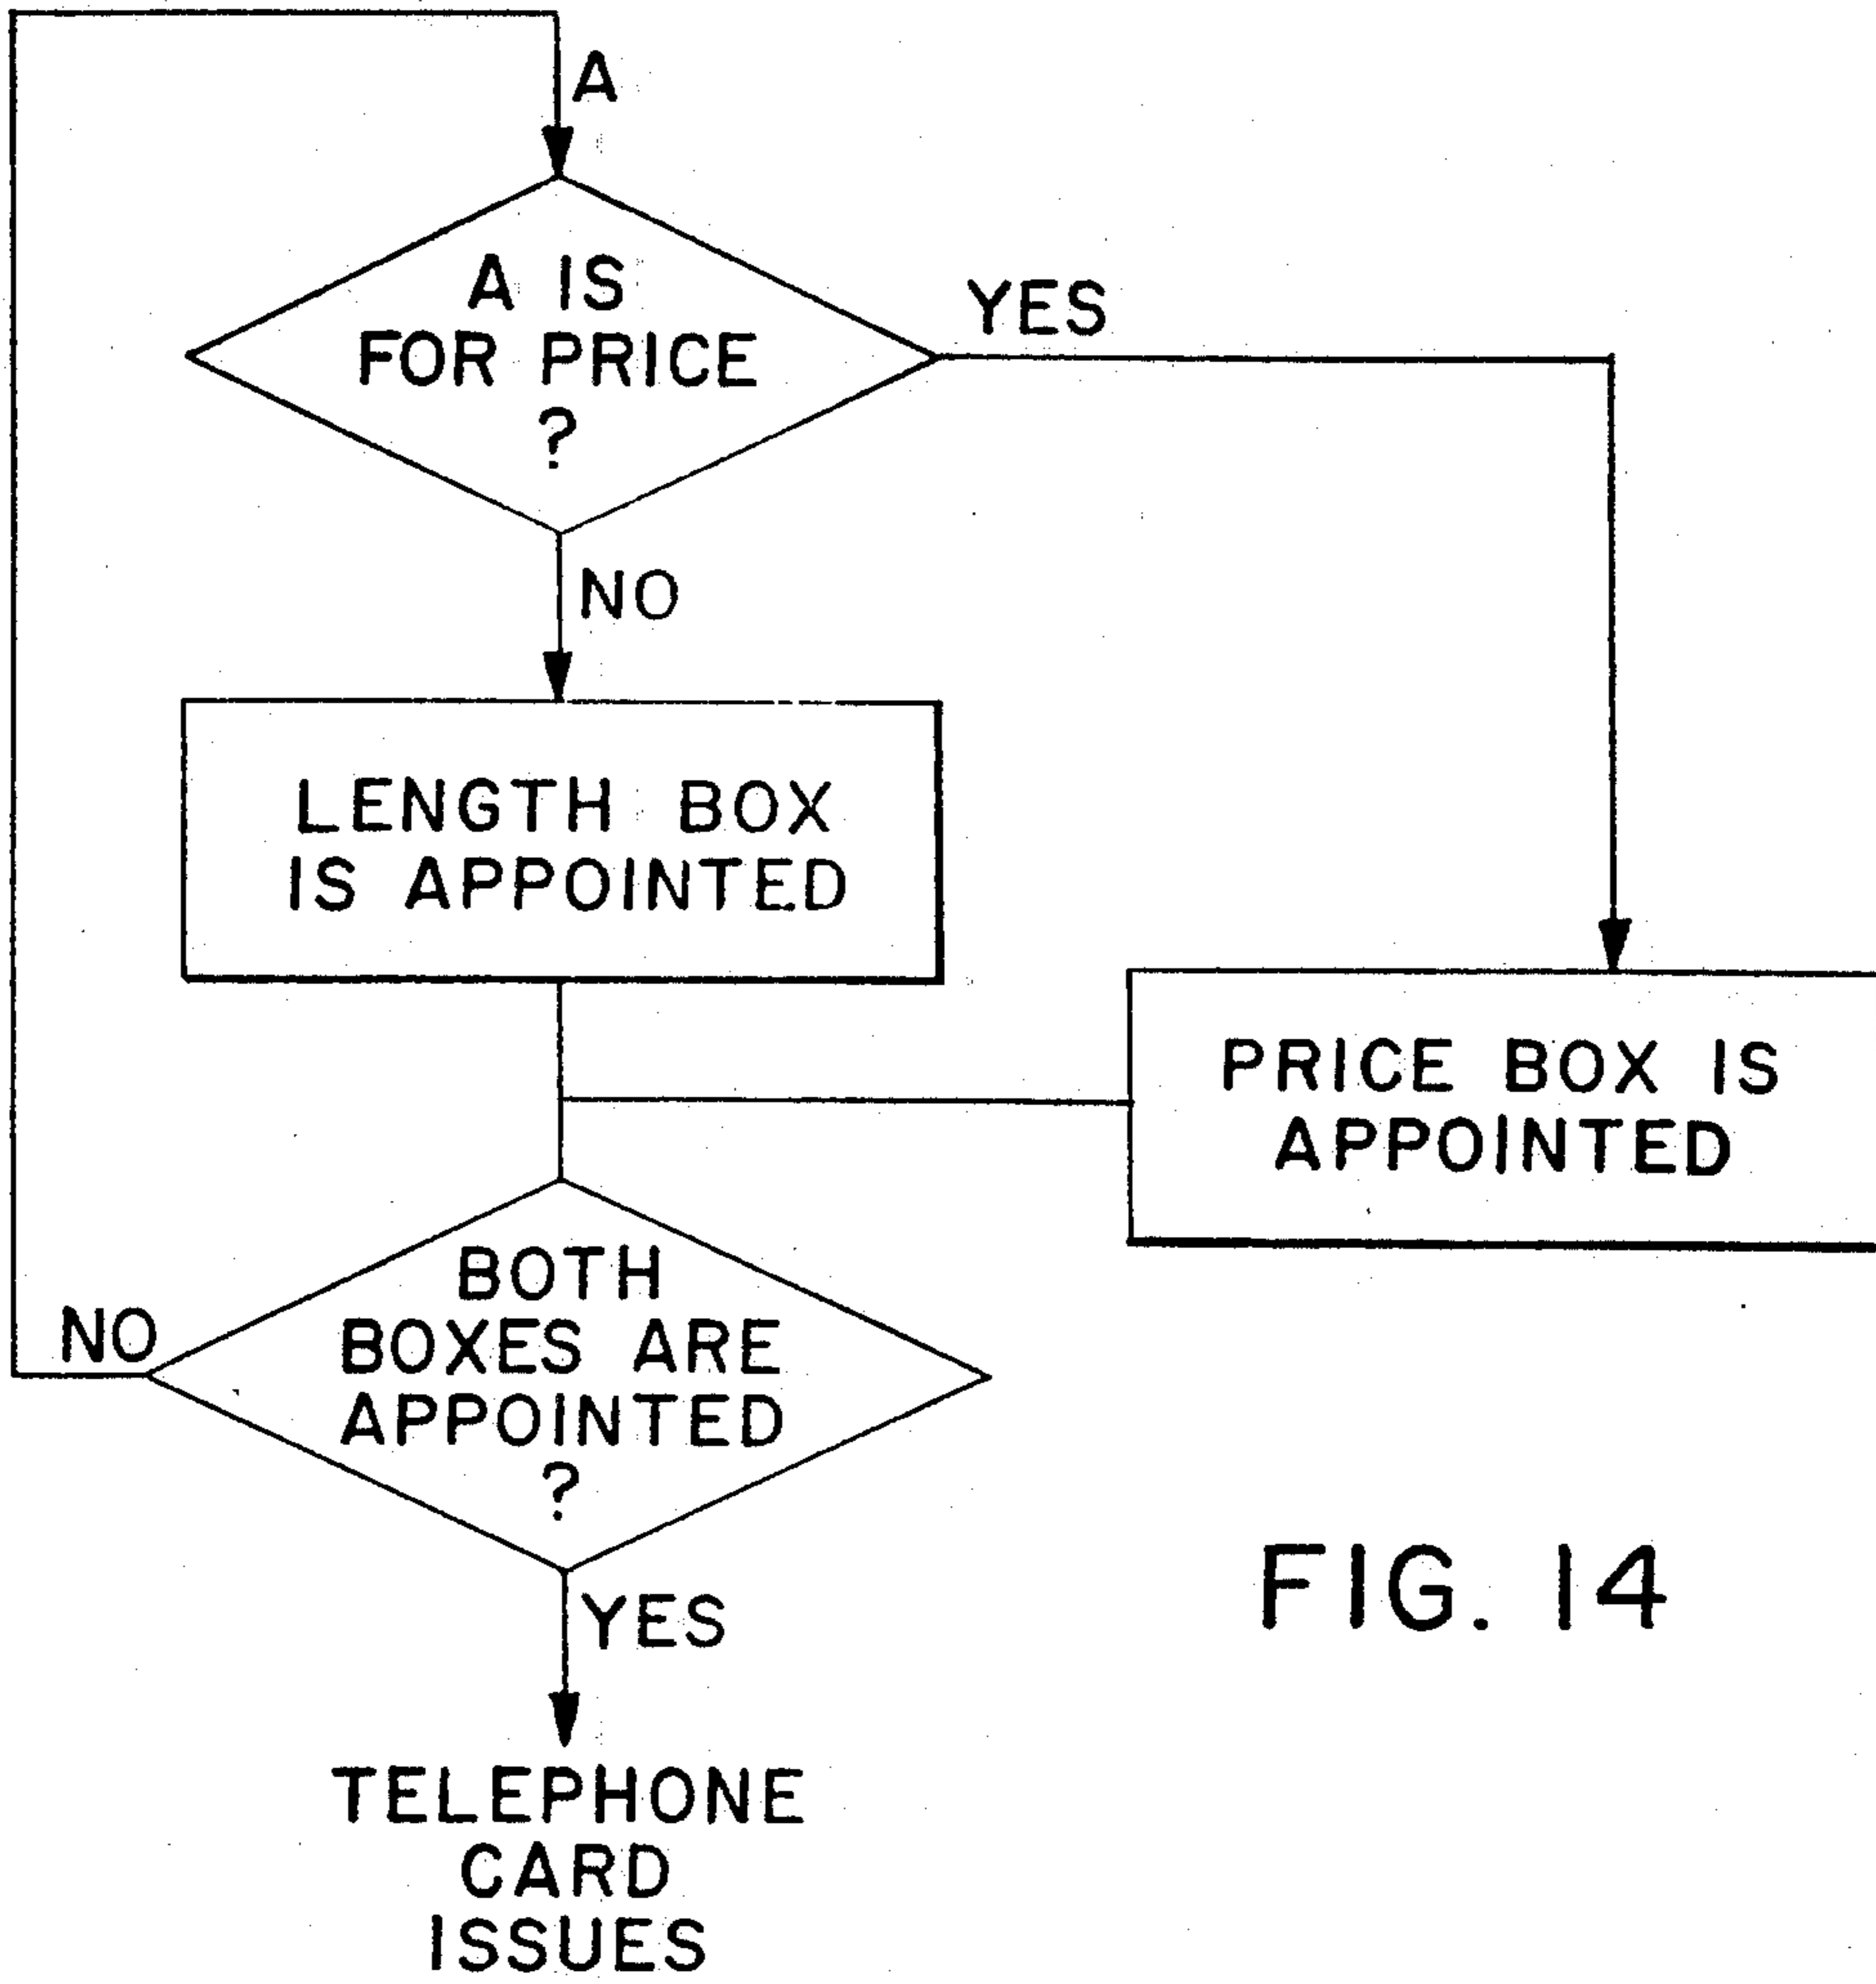 A
A IS
FOR PRICE
?
YES
NO
LENGTH BOX
IS APPOINTED
PRICE BOX IS
APPOINTED
BOTH
BOXES ARE
APPOINTED
?
NO
YES
TELEPHONE
CARD
ISSUES
FIG. 14